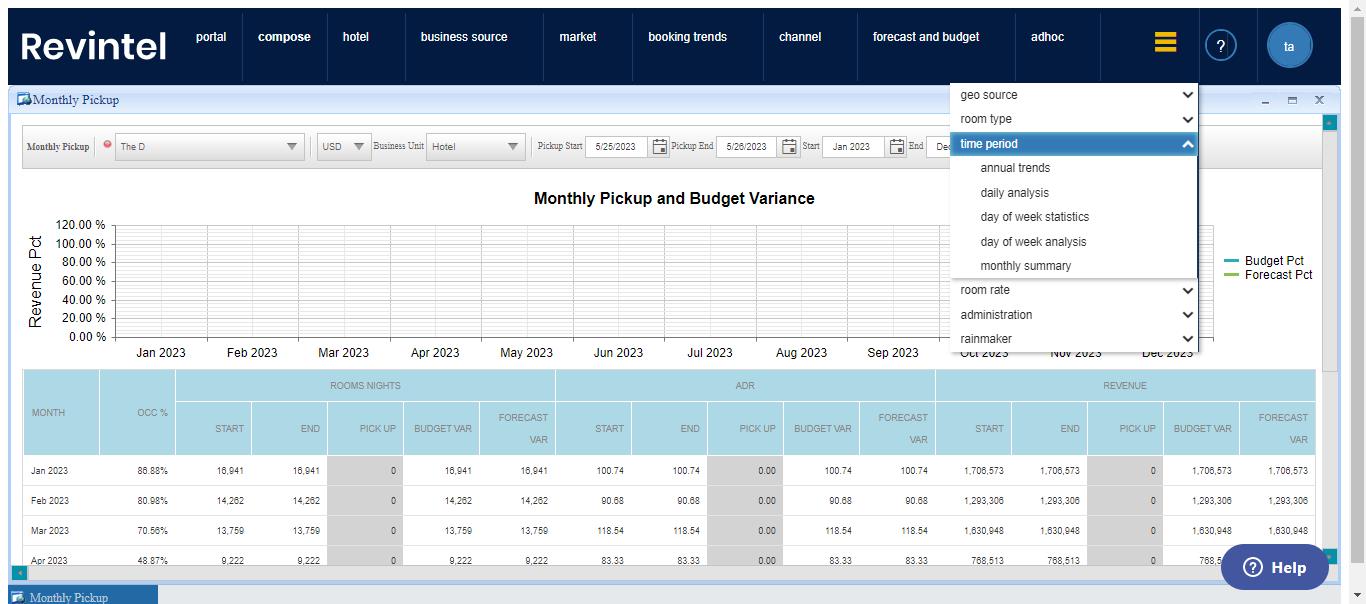 Revintel portal compose hotel business source market booking trends channel forecast and budget adhoc ? ta
Monthly Pickup
geo source
room type
time period
annual trends
daily analysis
day of week statistics
day of week analysis
monthly summary
room rate
administration
rainmaker
Monthly Pickup The D USD Business Unit Hotel Pickup Start 5/25/2023 Pickup End 5/26/2023 Start Jan 2023 End Dec
Monthly Pickup and Budget Variance
Revenue Pct
120.00 %
100.00 %
80.00 %
60.00 %
40.00 %
20.00 %
0.00 %
Budget Pct
Forecast Pct
Jan 2023 Feb 2023 Mar 2023 Apr 2023 May 2023 Jun 2023 Jul 2023 Aug 2023 Sep 2023 Oct 2023 Nov 2023 Dec 2023
ROOMS NIGHTS ADR REVENUE
MONTH OCC % START END PICK UP BUDGET VAR FORECAST VAR START END PICK UP BUDGET VAR FORECAST VAR START END PICK UP BUDGET VAR FORECAST VAR
Jan 2023 86.88% 16,941 16,941 0 16,941 16,941 100.74 100.74 0.00 100.74 100.74 1,706,573 1,706,573 0 1,706,573 1,706,573
Feb 2023 80.98% 14,262 14,262 0 14,262 14,262 90.68 90.68 0.00 90.68 90.68 1,293,306 1,293,306 0 1,293,306 1,293,306
Mar 2023 70.56% 13,759 13,759 0 13,759 13,759 118.54 118.54 0.00 118.54 118.54 1,630,948 1,630,948 0 1,630,948 1,630,948
Apr 2023 48.87% 9,222 9,222 0 9,222 9,222 83.33 83.33 0.00 83.33 83.33 768,513 768,513 0 768,5
? Help
Monthly Pickup